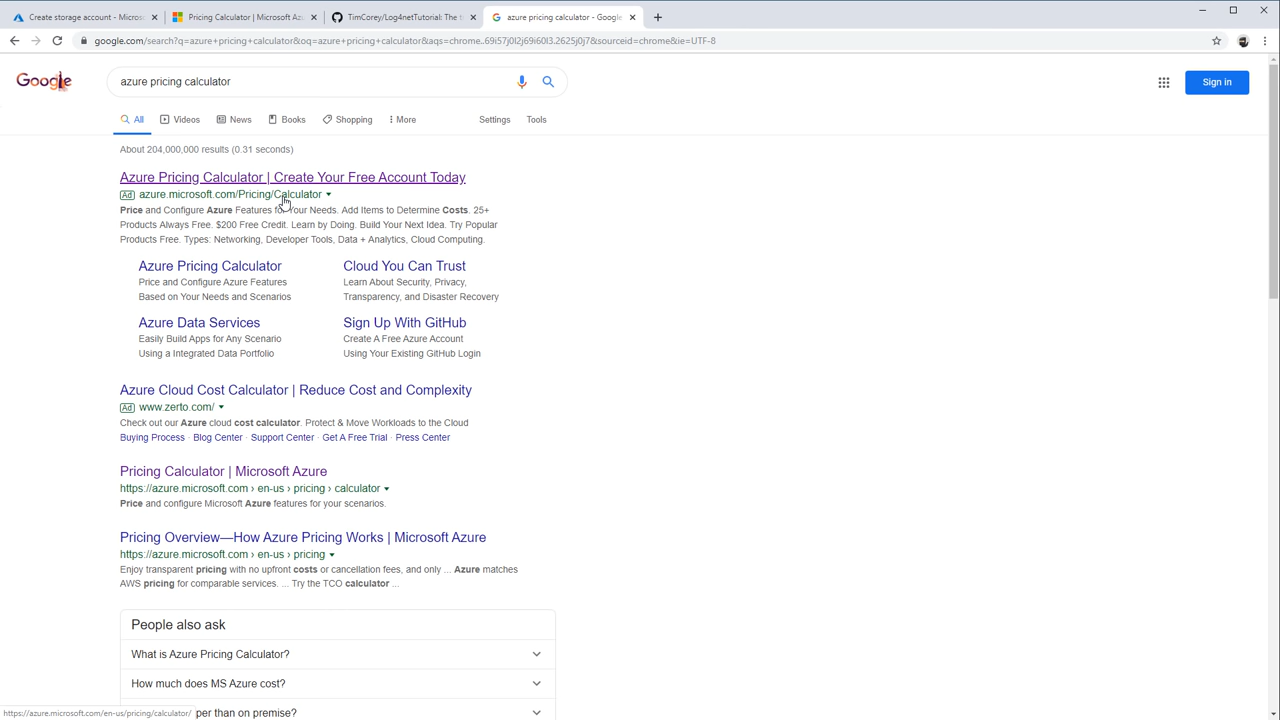 Create storage account - Micros
Pricing Calculator | Microsoft Az
TimCorey/Log4netTutorial: The t
azure pricing calculator - Google
google.com/search?q=azure+pricing+calculator&oq=azure+pricing+calculator&aqs=chrome..69i57j0l2j69i60l3.2625j0j7&sourceid=chrome&ie=UTF-8
Google
azure pricing calculator
Sign in
All
Videos
News
Books
Shopping
More
Settings
Tools
About 204,000,000 results (0.31 seconds)
Azure Pricing Calculator | Create Your Free Account Today
Ad azure.microsoft.com/Pricing/Calculator
Price and Configure Azure Features for Your Needs. Add Items to Determine Costs. 25+
Products Always Free. $200 Free Credit. Learn by Doing. Build Your Next Idea. Try Popular
Products Free. Types: Networking, Developer Tools, Data + Analytics, Cloud Computing.
Azure Pricing Calculator
Price and Configure Azure Features
Based on Your Needs and Scenarios
Cloud You Can Trust
Learn About Security, Privacy,
Transparency, and Disaster Recovery
Azure Data Services
Easily Build Apps for Any Scenario
Using a Integrated Data Portfolio
Sign Up With GitHub
Create A Free Azure Account
Using Your Existing GitHub Login
Azure Cloud Cost Calculator | Reduce Cost and Complexity
Ad www.zerto.com/
Check out our Azure cloud cost calculator. Protect & Move Workloads to the Cloud
Buying Process · Blog Center · Support Center · Get A Free Trial · Press Center
Pricing Calculator | Microsoft Azure
https://azure.microsoft.com › en-us › pricing › calculator
Price and configure Microsoft Azure features for your scenarios.
Pricing Overview—How Azure Pricing Works | Microsoft Azure
https://azure.microsoft.com › en-us › pricing
Enjoy transparent pricing with no upfront costs or cancellation fees, and only ... Azure matches
AWS pricing for comparable services. ... Try the TCO calculator ...
People also ask
What is Azure Pricing Calculator?
How much does MS Azure cost?
per than on premise?
https://azure.microsoft.com/en-us/pricing/calculator/